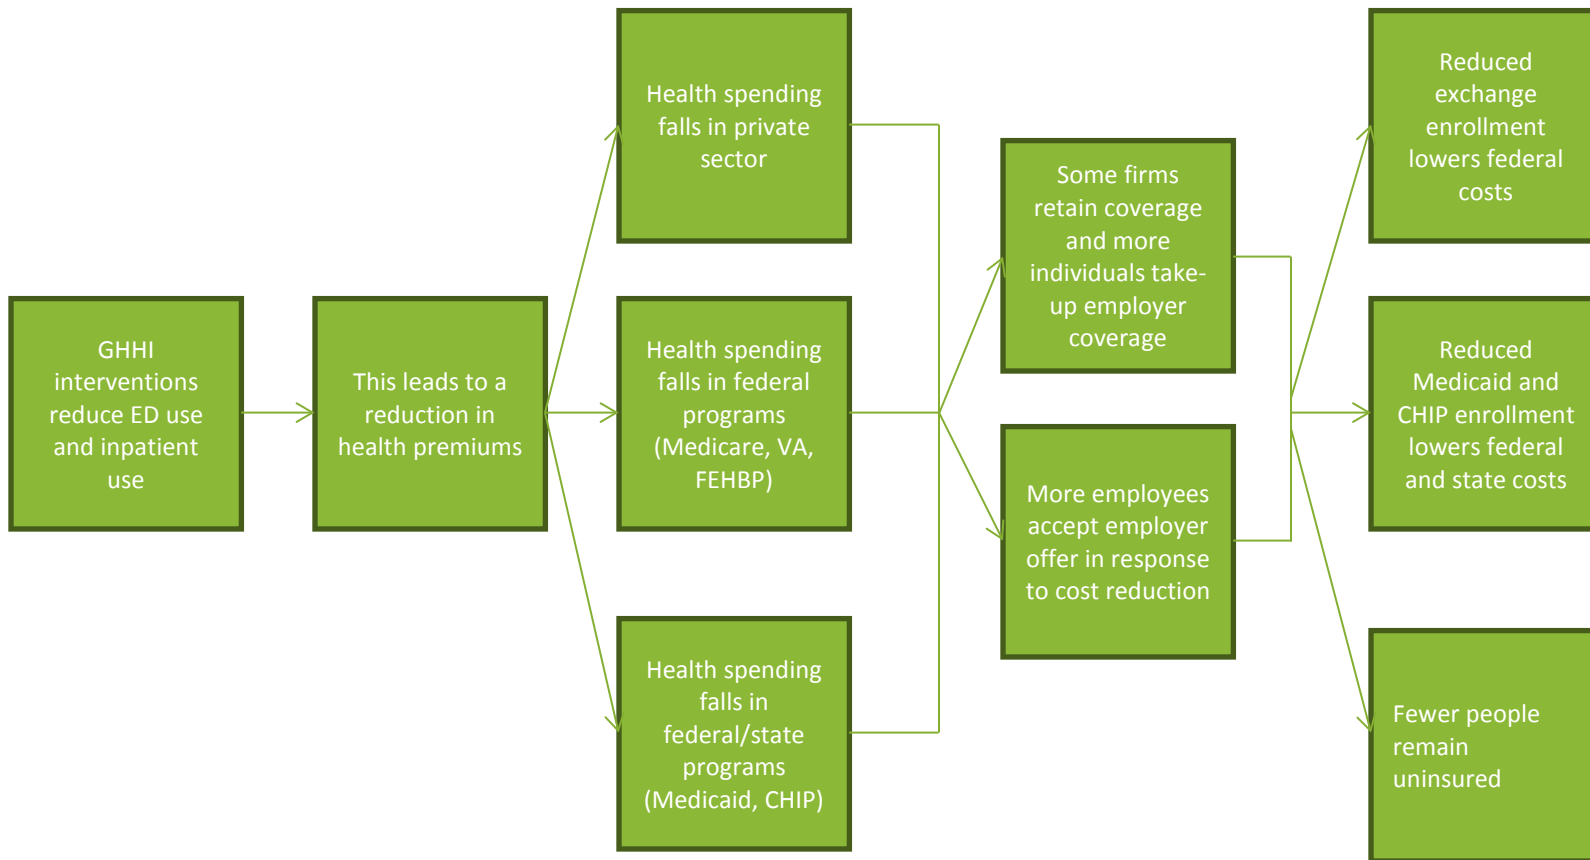 GHHI
interventions
reduce ED use
and inpatient
use
This leads to a
reduction in
health premiums
Health spending
falls in private
sector
Health spending
falls in federal
programs
(Medicare, VA,
FEHBP)
Health spending
falls in
federal/state
programs
(Medicaid, CHIP)
Some firms
retain coverage
and more
individuals take-
up employer
coverage
More employees
accept employer
offer in response
to cost reduction
Reduced
exchange
enrollment
lowers federal
costs
Reduced
Medicaid and
CHIP enrollment
lowers federal
and state costs
Fewer people
remain
uninsured